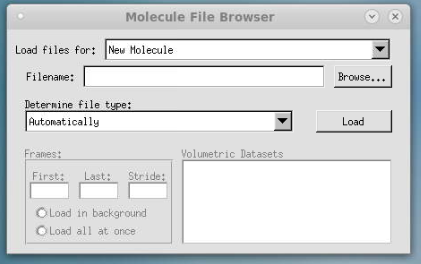 Molecule File Browser
Load files for: New Molecule
Filename: Browse...
Determine file type:
Automatically Load
Frames: Volumetric Datasets
First: Last: Stride:
Load in background
Load all at once